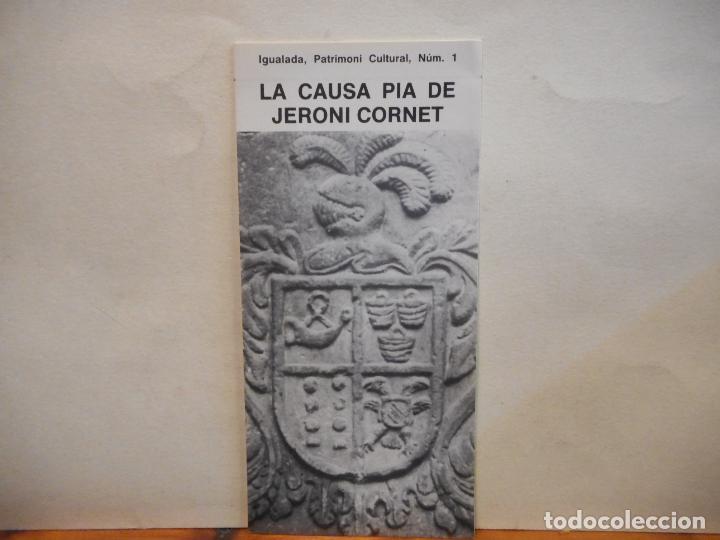 Igualada, Patrimoni Cultural, Núm. 1
LA CAUSA PIA DE
JERONI CORNET
todocoleccion